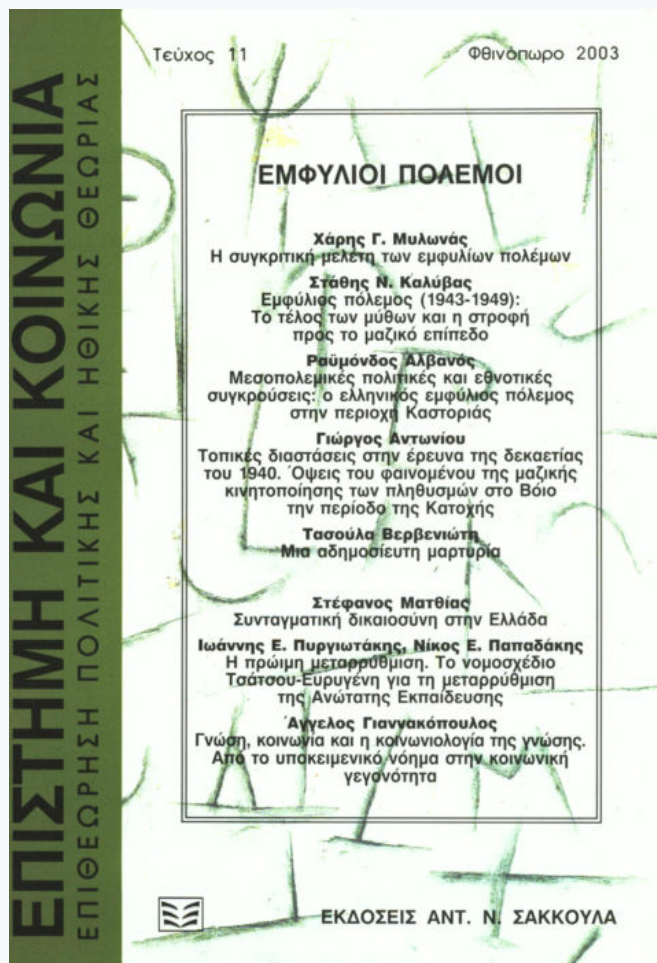 ΕΠΙΣΤΗΜΗ ΚΑΙ ΚΟΙΝΩΝΙΑ
ΕΠΙΘΕΩΡΗΣΗ ΠΟΛΙΤΙΚΗΣ ΚΑΙ ΗΘΙΚΗΣ ΘΕΩΡΙΑΣ
Τεύχος 11
Φθινόπωρο 2003
ΕΜΦΥΛΙΟΙ ΠΟΛΕΜΟΙ
Χάρης Γ. Μυλωνάς
Η συγκριτική μελέτη των εμφυλίων πολέμων
Στάθης Ν. Καλύβας
Εμφύλιος πόλεμος (1943-1949):
Το τέλος των μύθων και η στροφή
προς το μαζικό επίπεδο
Ραϋμόνδος Αλβανός
Μεσοπολεμικές πολιτικές και εθνοτικές
συγκρούσεις: ο ελληνικός εμφύλιος πόλεμος
στην περιοχή Καστοριάς
Γιώργος Αντωνίου
Τοπικές διαστάσεις στην έρευνα της δεκαετίας
του 1940. Όψεις του φαινομένου της μαζικής
κινητοποίησης των πληθυσμών στο Βόιο
την περίοδο της Κατοχής
Τασούλα Βερβενιώτη
Μια αδημοσίευτη μαρτυρία
Στέφανος Ματθίας
Συνταγματική δικαιοσύνη στην Ελλάδα
Ιωάννης Ε. Πυργιωτάκης, Νίκος Ε. Παπαδάκης
Η πρώιμη μεταρρύθμιση. Το νομοσχέδιο
Τσάτσου-Ευρυγένη για τη μεταρρύθμιση
της Ανώτατης Εκπαίδευσης
Άγγελος Γιαννακόπουλος
Γνώση, κοινωνία και η κοινωνιολογία της γνώσης.
Από το υποκειμενικό νόημα στην κοινωνική
γεγονότητα
ΕΚΔΟΣΕΙΣ ΑΝΤ. Ν. ΣΑΚΚΟΥΛΑ